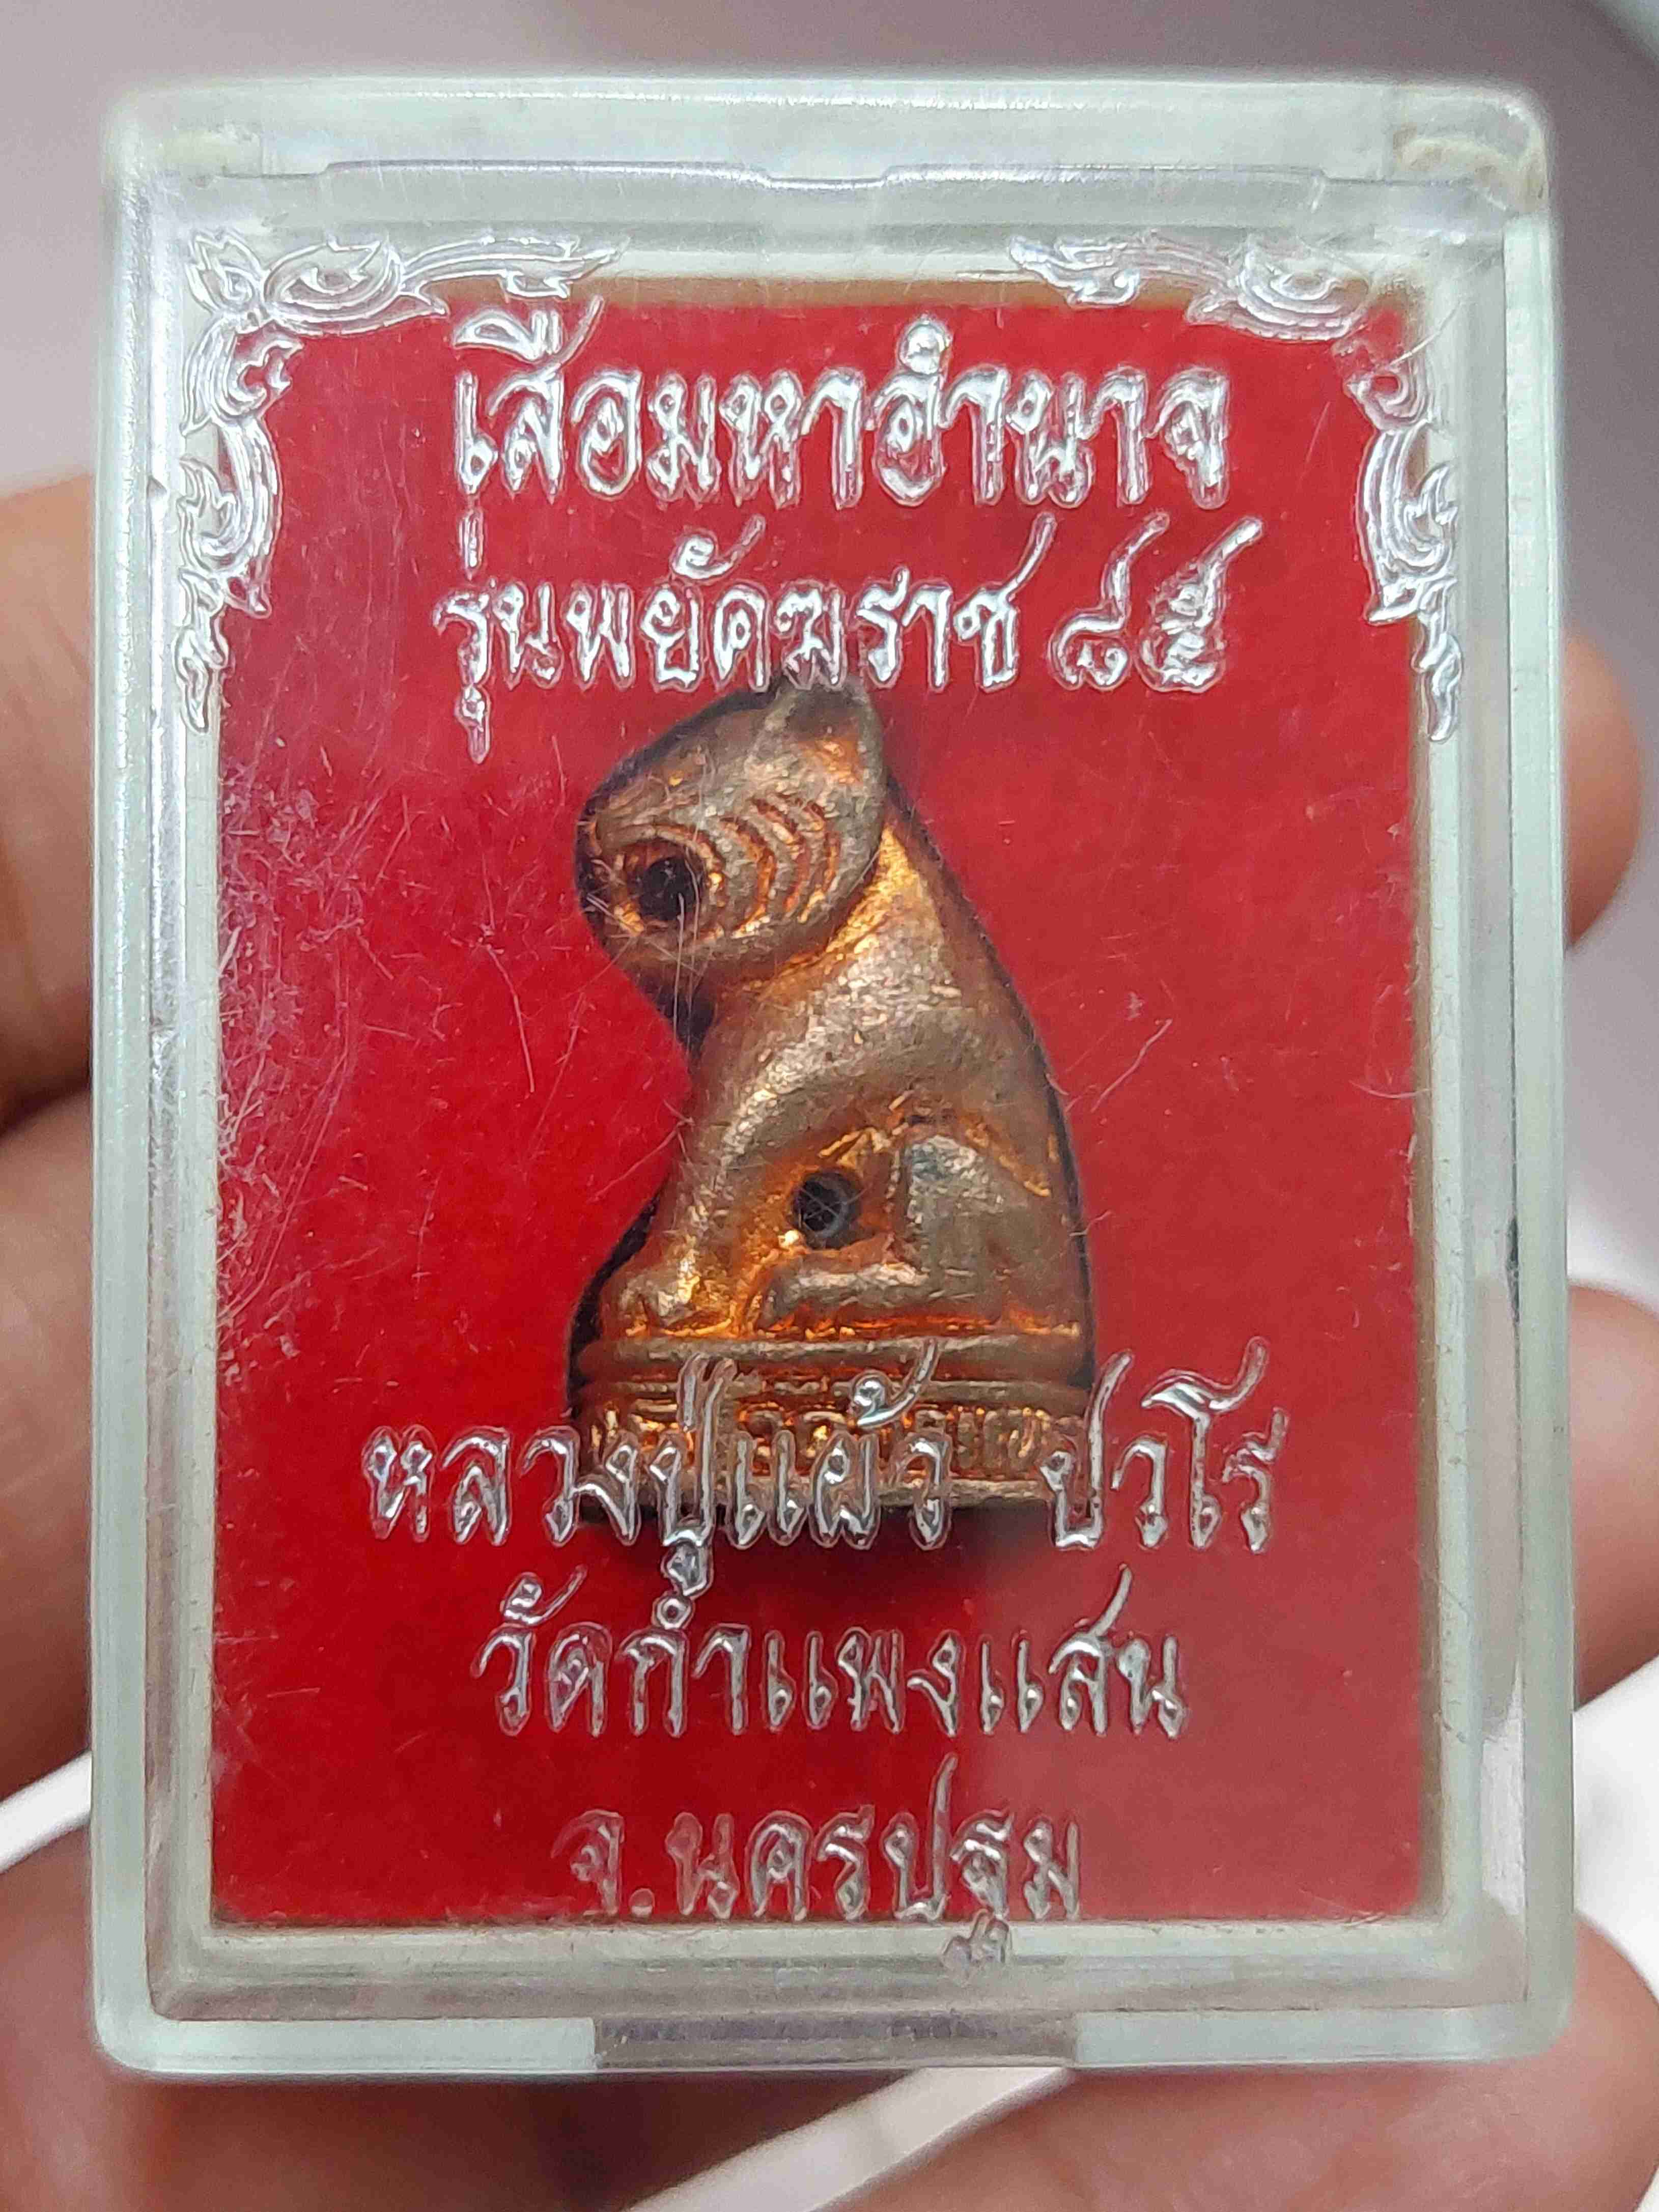 เสือมหาอำนาจ
รุ่นพยัคฆราช ๘๕
หลวงปู่แผ้ว ปวโร
วัดกำแพงแสน
จ.นครปฐม